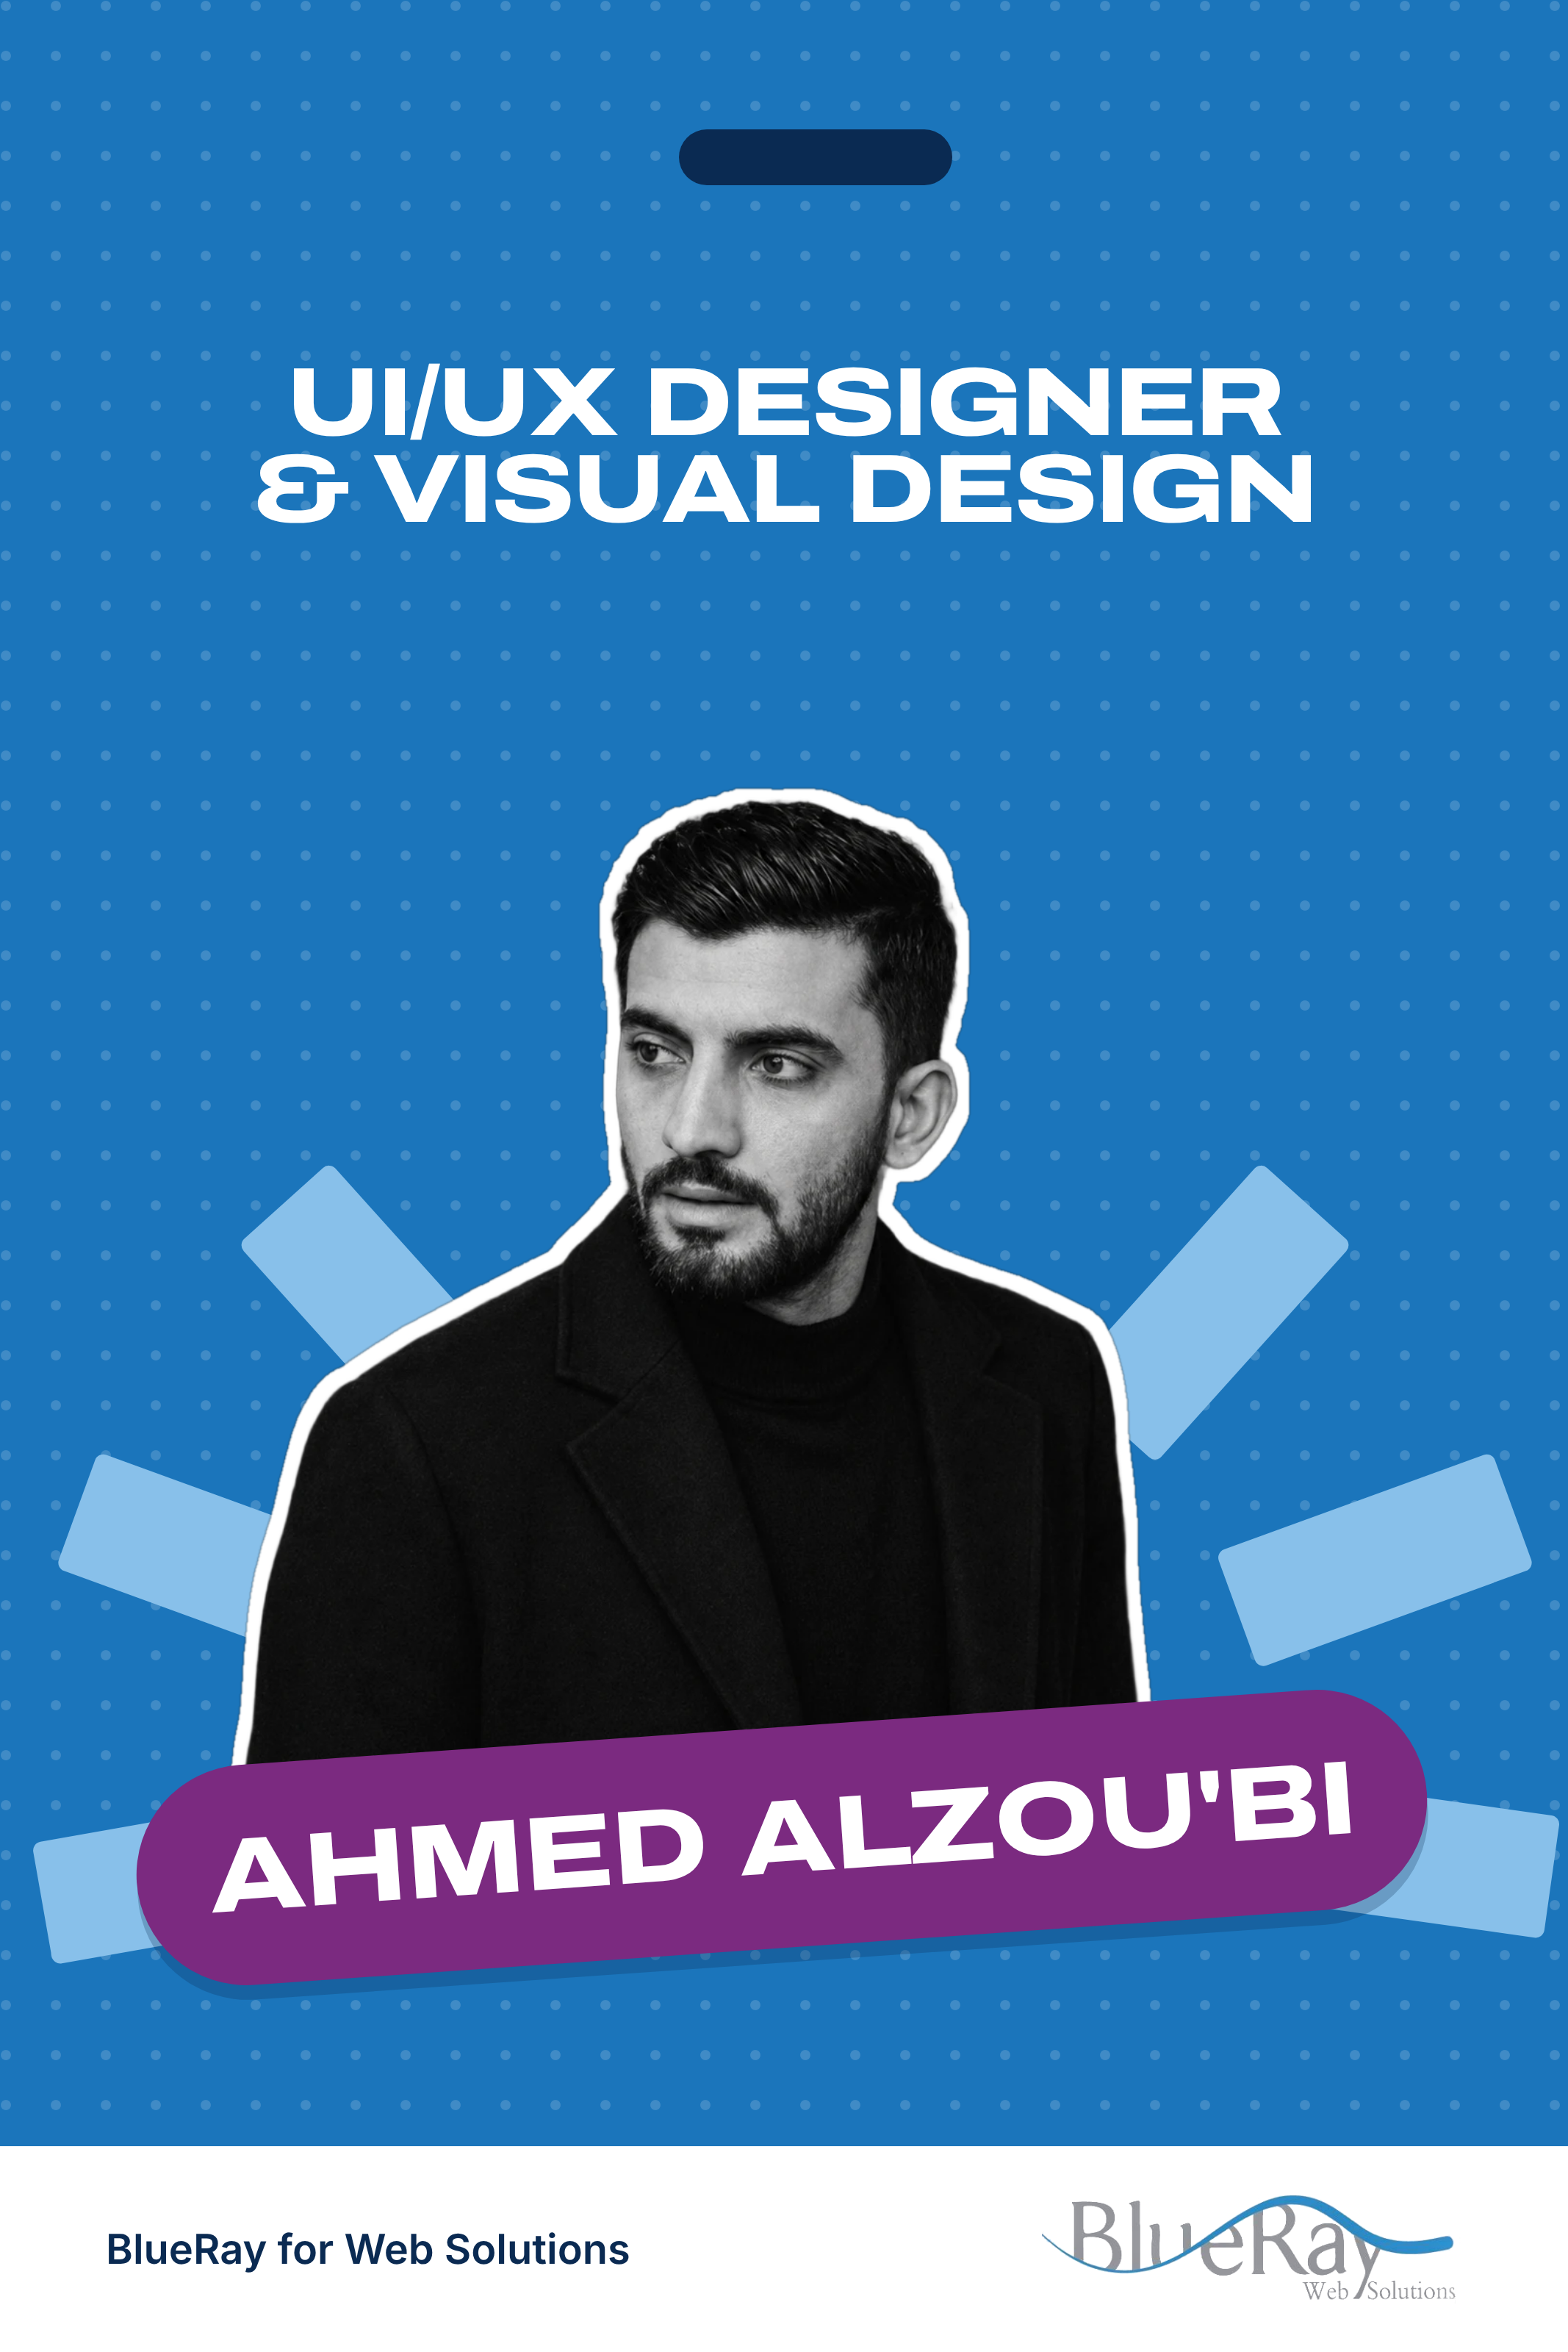 UI/UX DESIGNER
& VISUAL DESIGN
AHMED ALZOU'BI
BlueRay for Web Solutions
BlueRay
Web Solutions